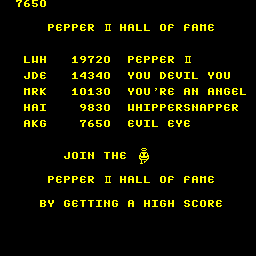 7650
PEPPER II HALL OF FAME
LWH 19720 PEPPER II
JDE 14340 YOU DEVIL YOU
MRK 10130 YOU'RE AN ANGEL
HAI 9830 WHIPPERSNAPPER
AKG 7650 EVIL EYE
JOIN THE
PEPPER II HALL OF FAME
BY GETTING A HIGH SCORE